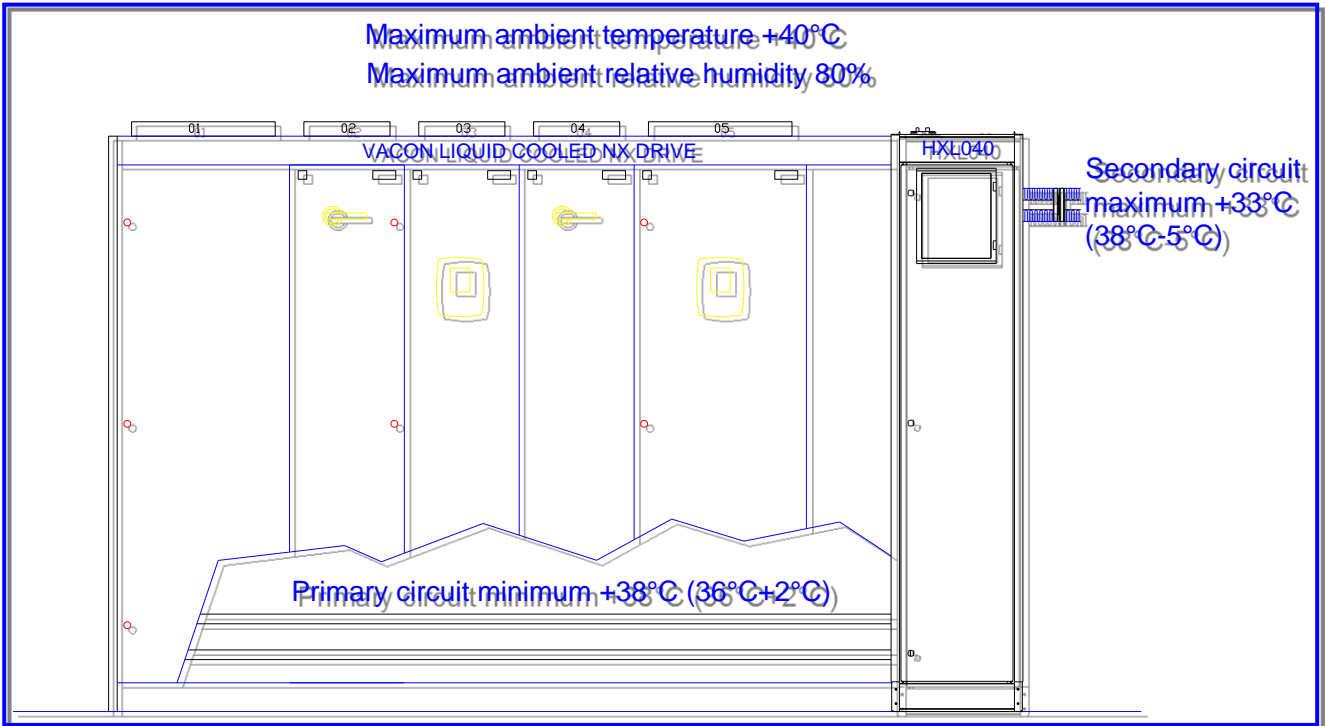 Maximum ambient temperature +40°C
Maximum ambient relative humidity 80%
01 02 03 04 05
VACON LIQUID COOLED NX DRIVE
HXL040
Secondary circuit
maximum +33°C
(38°C-5°C)
Primary circuit minimum +38°C (36°C+2°C)